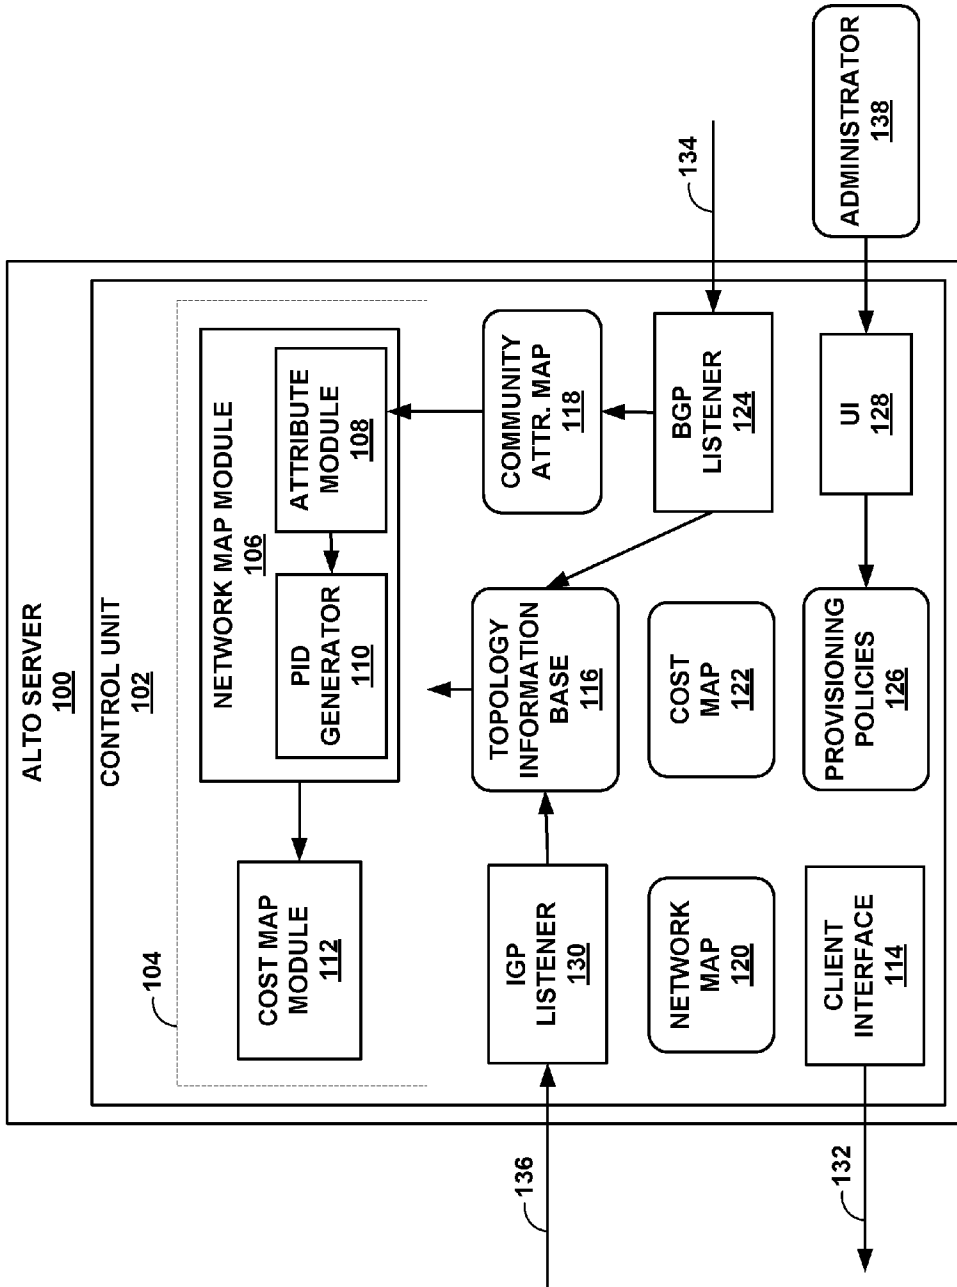 ALTO SERVER
100
CONTROL UNIT
102
104
NETWORK MAP MODULE
106
COST MAP
MODULE
112
PID
GENERATOR
110
ATTRIBUTE
MODULE
108
136
IGP
LISTENER
130
TOPOLOGY
INFORMATION
BASE
116
COMMUNITY
ATTR. MAP
118
NETWORK
MAP
120
COST
MAP
122
BGP
LISTENER
124
134
132
CLIENT
INTERFACE
114
PROVISIONING
POLICIES
126
UI
128
ADMINISTRATOR
138